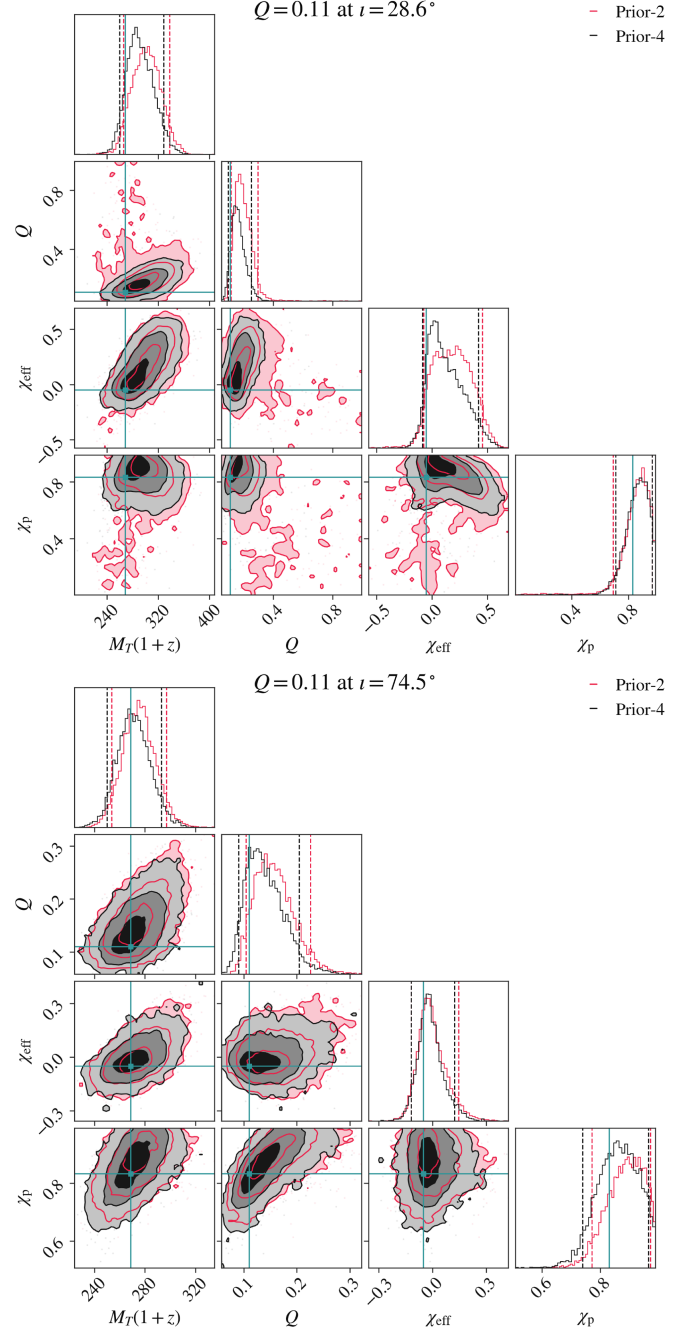 Q = 0.11 at ι = 28.6°
Prior-2
Prior-4
0.8
0.4
Q
0.5
0.0
−0.5
χeff
0.8
0.4
χp
240
320
400
M_T(1 + z)
0.4
0.8
Q
−0.5
0.0
0.5
χeff
0.4
0.8
χp
Q = 0.11 at ι = 74.5°
Prior-2
Prior-4
0.3
0.2
0.1
Q
0.3
0.0
−0.3
χeff
0.8
0.6
χp
240
280
320
M_T(1 + z)
0.1
0.2
0.3
Q
−0.3
0.0
0.3
χeff
0.6
0.8
χp